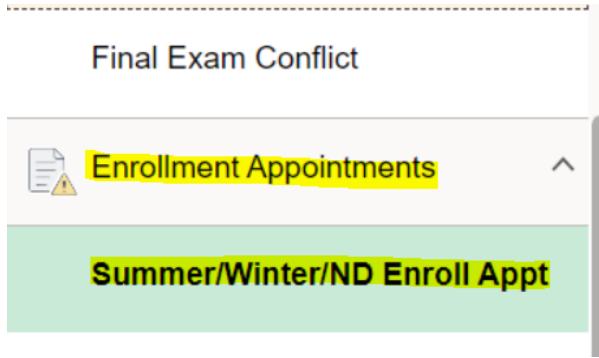 Final Exam Conflict
Enrollment Appointments
Summer/Winter/ND Enroll Appt